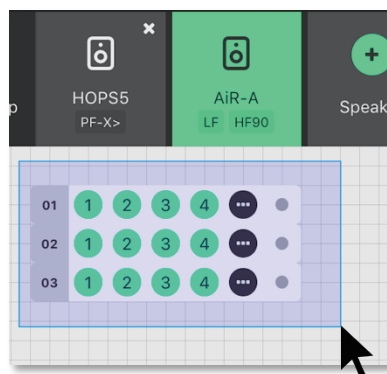 HOPS5
PF-X>
AiR-A
LF HF90
p
Speak
01 1 2 3 4
02 1 2 3 4
03 1 2 3 4